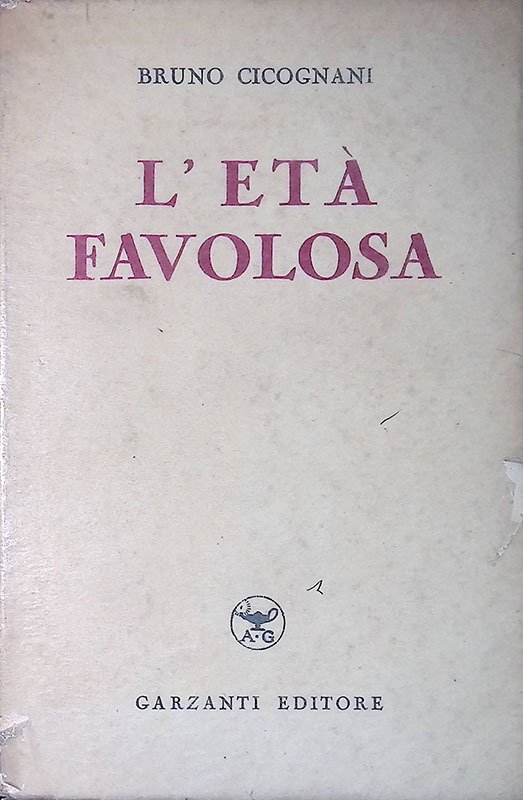 BRUNO CICOGNANI
L'ETÀ
FAVOLOSA
A·G
GARZANTI EDITORE